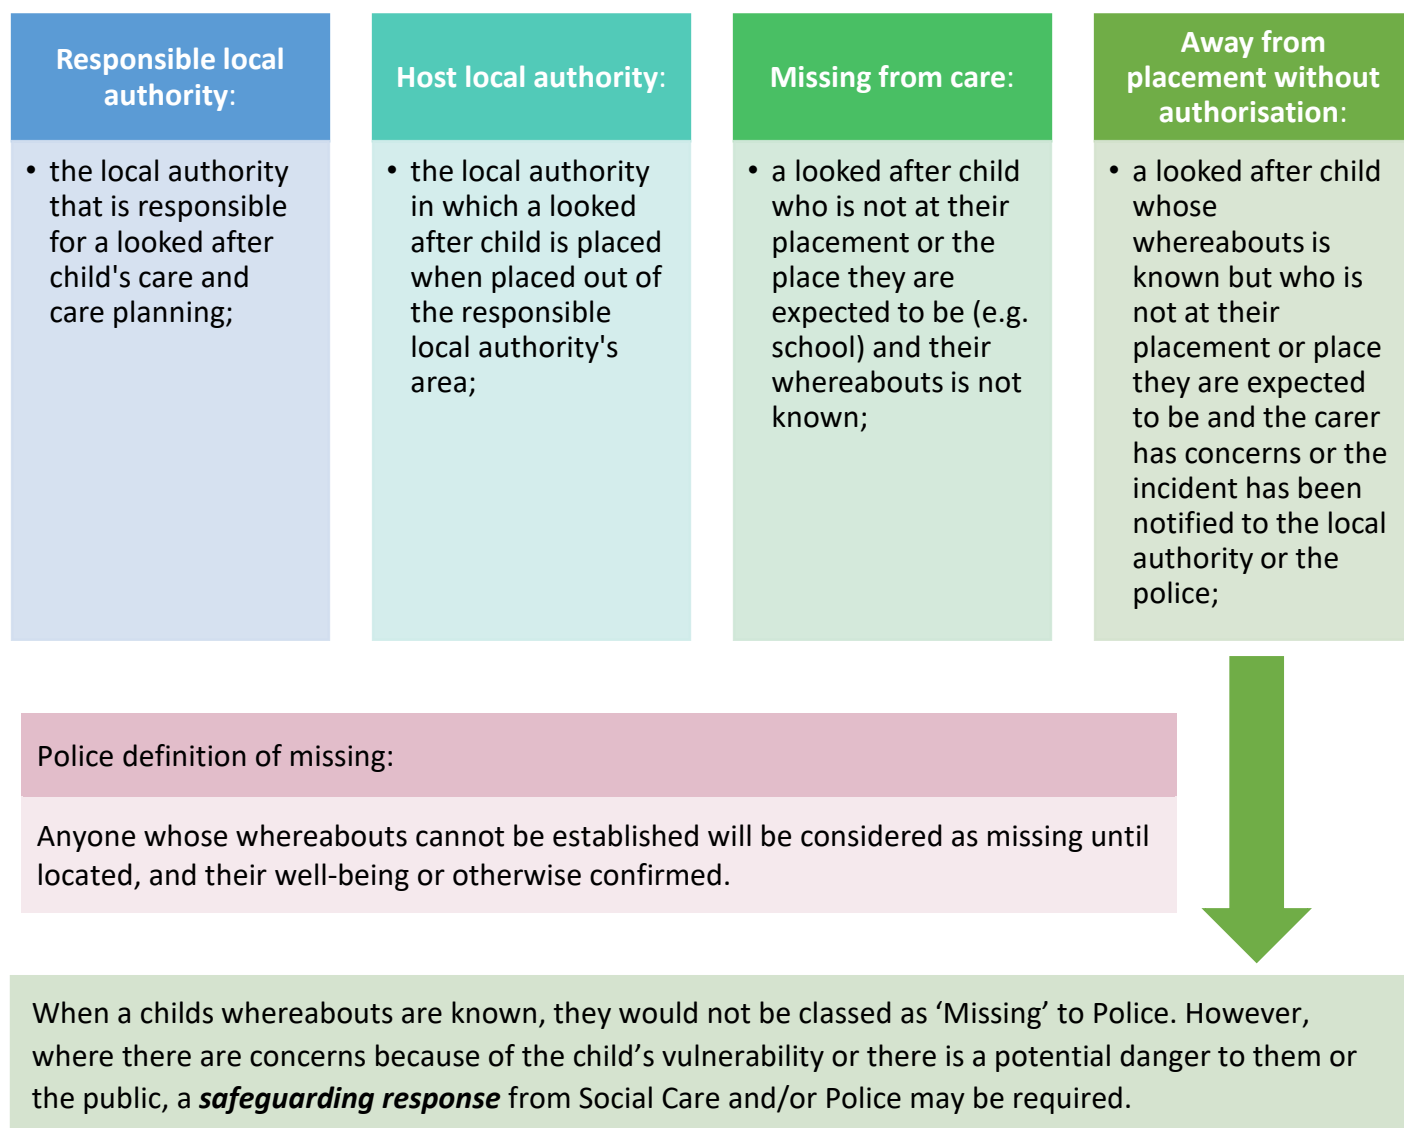 Responsible local
authority:
• the local authority
that is responsible
for a looked after
child's care and
care planning;
Host local authority:
• the local authority
in which a looked
after child is placed
when placed out of
the responsible
local authority's
area;
Missing from care:
• a looked after child
who is not at their
placement or the
place they are
expected to be (e.g.
school) and their
whereabouts is not
known;
Away from
placement without
authorisation:
• a looked after child
whose
whereabouts is
known but who is
not at their
placement or place
they are expected
to be and the carer
has concerns or the
incident has been
notified to the local
authority or the
police;
Police definition of missing:
Anyone whose whereabouts cannot be established will be considered as missing until
located, and their well-being or otherwise confirmed.
When a childs whereabouts are known, they would not be classed as ‘Missing’ to Police. However,
where there are concerns because of the child’s vulnerability or there is a potential danger to them or
the public, a safeguarding response from Social Care and/or Police may be required.